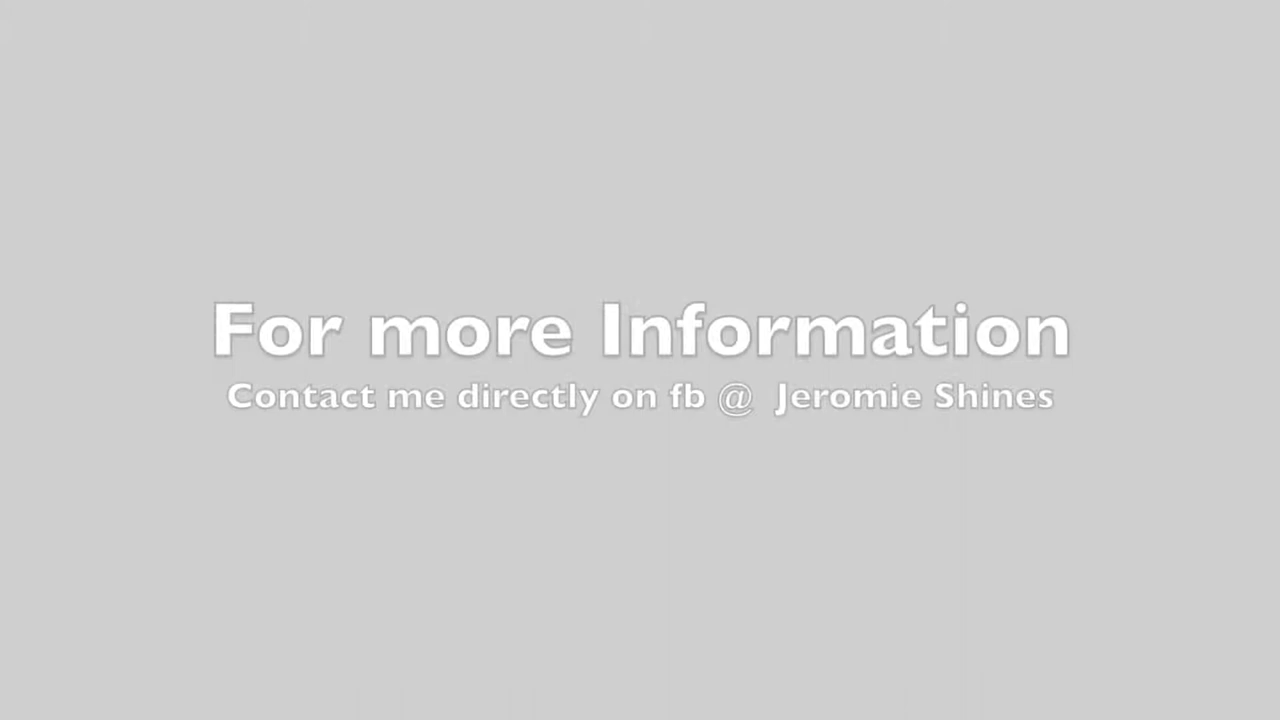 For more Information
Contact me directly on fb @ Jeromie Shines